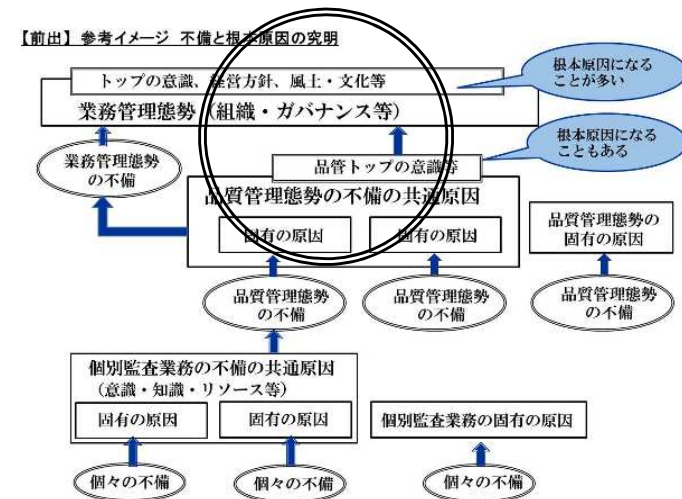 【前出】参考イメージ 不備と根本原因の究明
根本原因になる
ことが多い
トップの意識、経営方針、風土・文化等
業務管理態勢（組織・ガバナンス等）
根本原因になる
こともある
業務管理態勢
の不備
品管トップの意識等
品質管理態勢の不備の共通原因
固有の原因
固有の原因
品質管理態勢の
固有の原因
品質管理態勢
の不備
品質管理態勢
の不備
品質管理態勢
の不備
個別監査業務の不備の共通原因
（意識・知識・リソース等）
固有の原因
固有の原因
個別監査業務の固有の原因
個々の不備
個々の不備
個々の不備